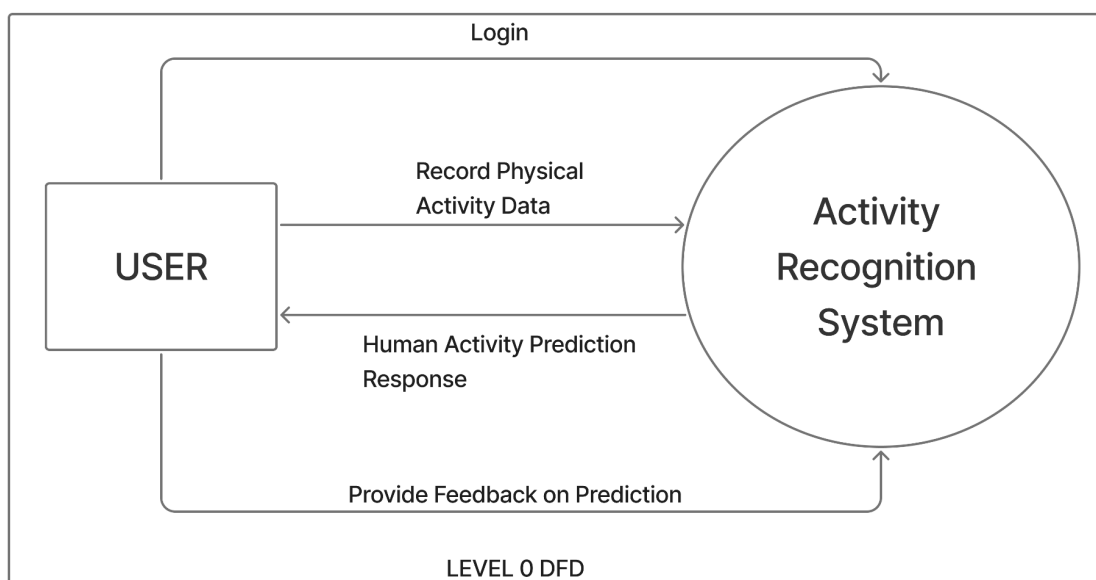 Login
Record Physical
Activity Data
USER
Activity
Recognition
System
Human Activity Prediction
Response
Provide Feedback on Prediction
LEVEL 0 DFD